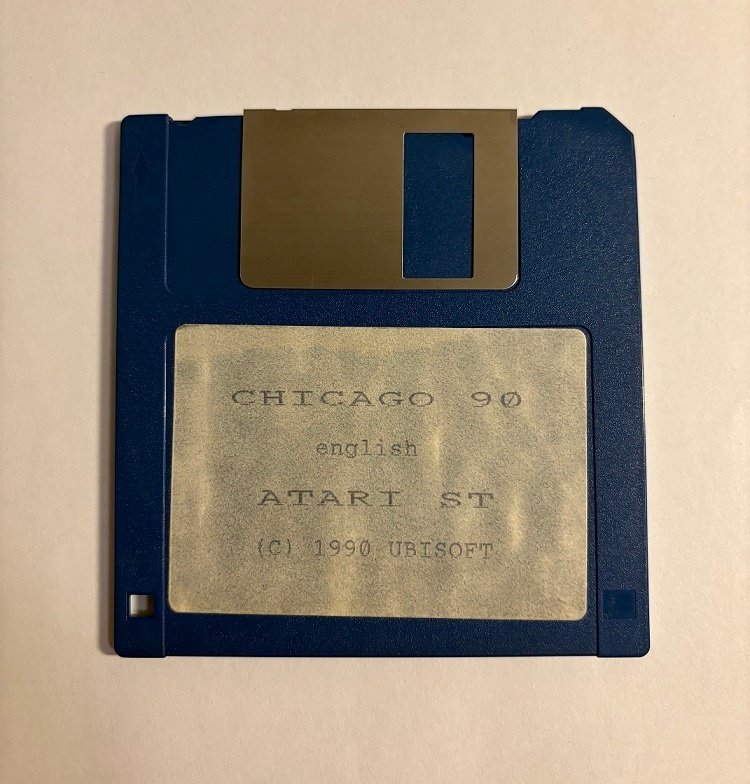 CHICAGO 90
english
ATARI ST
(C) 1990 UBISOFT